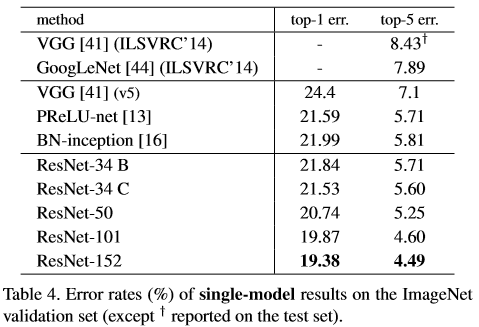 method top-1 err. top-5 err.
VGG [41] (ILSVRC’14) - 8.43†
GoogLeNet [44] (ILSVRC’14) - 7.89
VGG [41] (v5) 24.4 7.1
PReLU-net [13] 21.59 5.71
BN-inception [16] 21.99 5.81
ResNet-34 B 21.84 5.71
ResNet-34 C 21.53 5.60
ResNet-50 20.74 5.25
ResNet-101 19.87 4.60
ResNet-152 19.38 4.49
Table 4. Error rates (%) of single-model results on the ImageNet
validation set (except † reported on the test set).